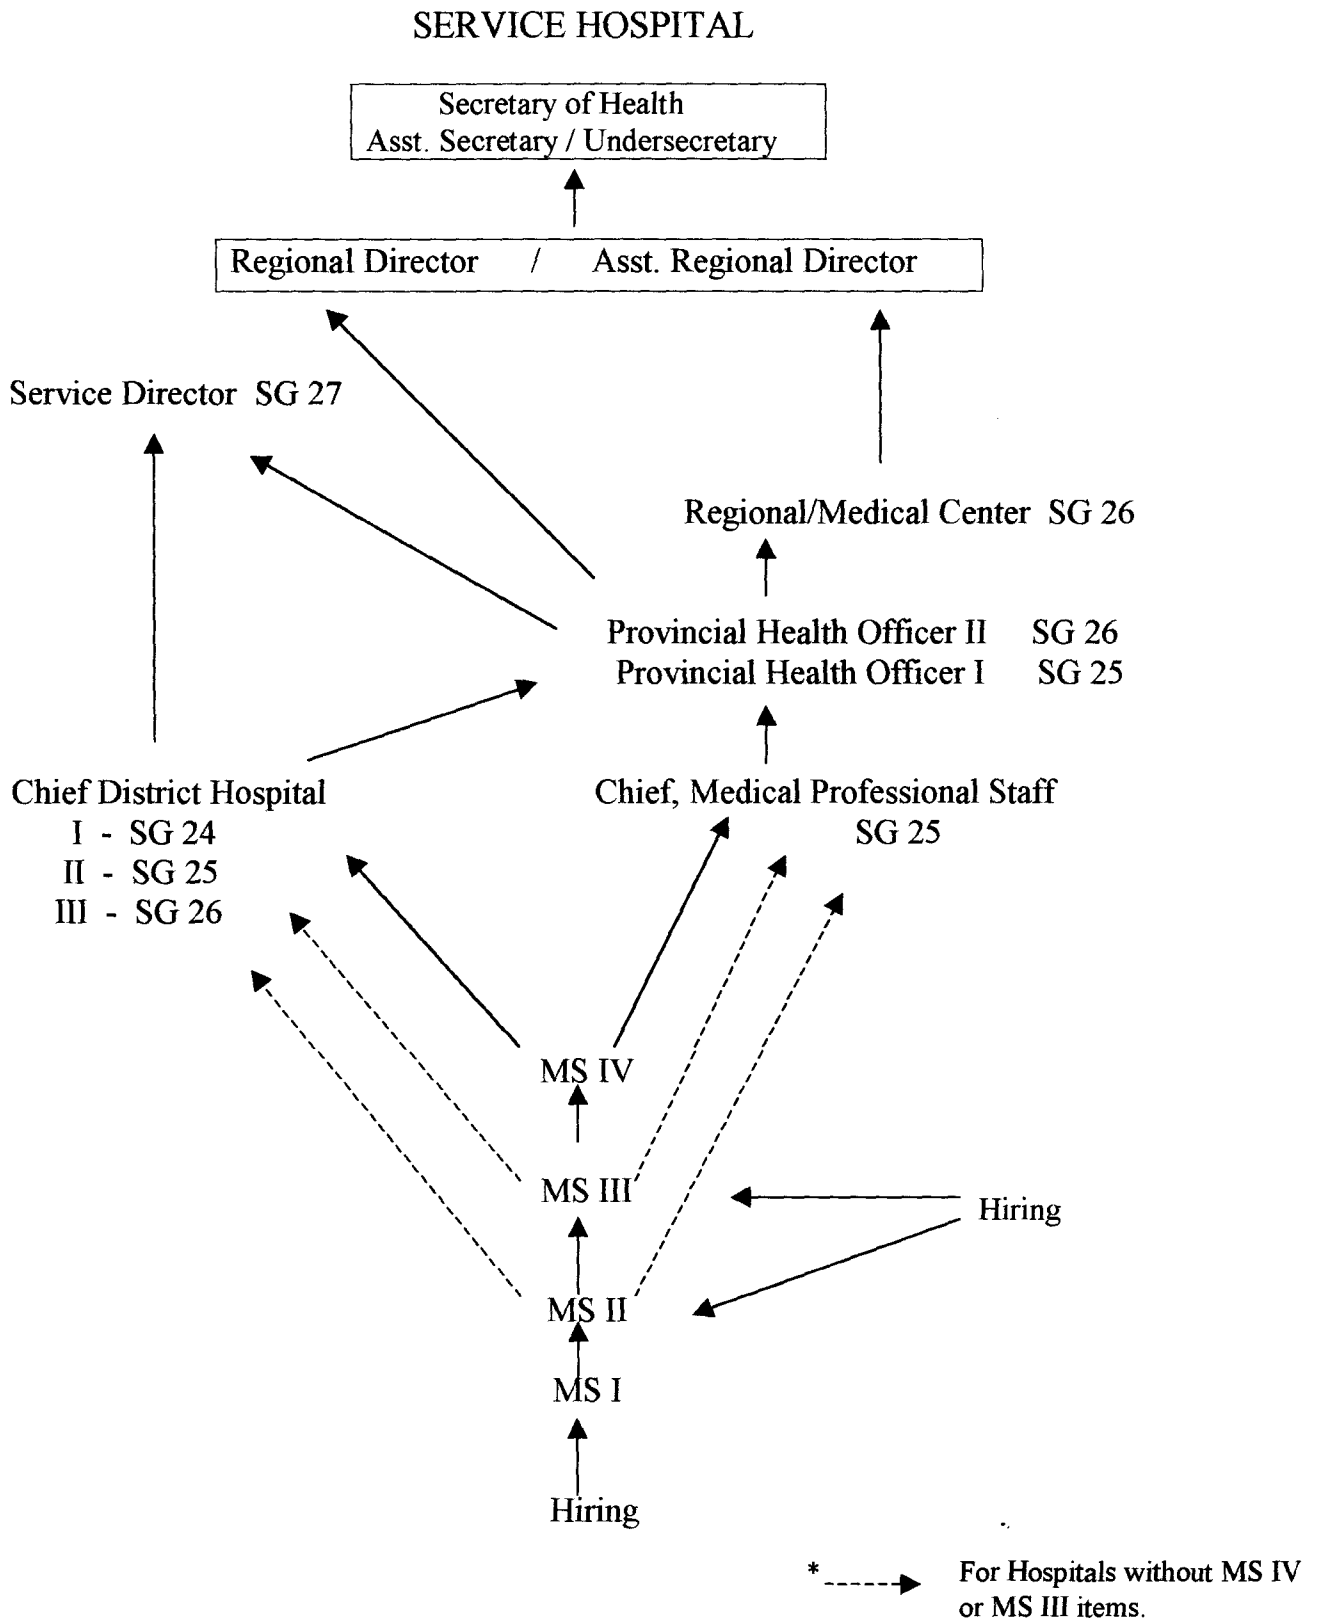 SERVICE HOSPITAL
Secretary of Health
Asst. Secretary / Undersecretary
Regional Director / Asst. Regional Director
Service Director SG 27
Regional/Medical Center SG 26
Provincial Health Officer II SG 26
Provincial Health Officer I SG 25
Chief District Hospital
I - SG 24
II - SG 25
III - SG 26
Chief, Medical Professional Staff
SG 25
MS IV
MS III
Hiring
MS II
MS I
Hiring
* For Hospitals without MS IV
or MS III items.